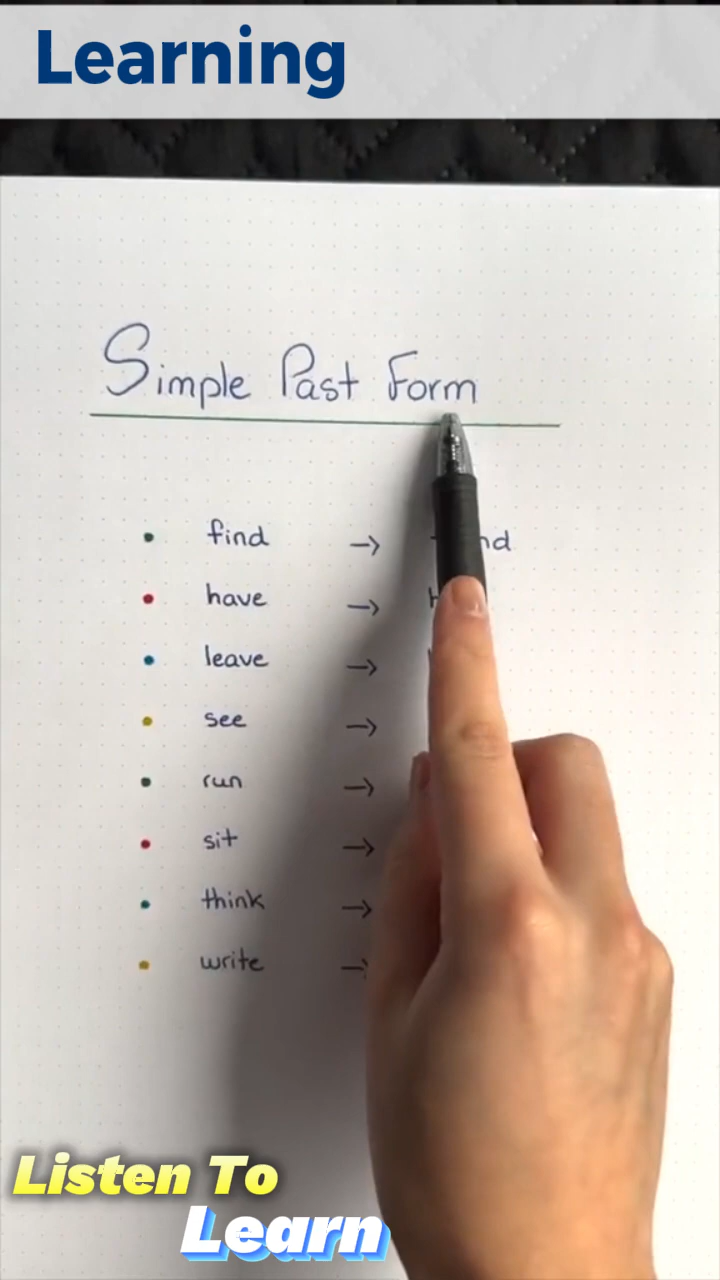 Learning
Simple Past Form
find →
have →
leave →
see →
run →
sit →
think →
write →
Listen To
Learn